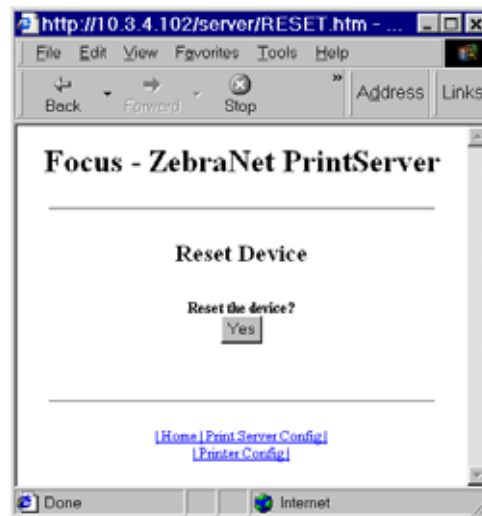 http://10.3.4.102/server/RESET.htm - ...
File Edit View Favorites Tools Help
Back Forward Stop » Address Links
Focus - ZebraNet PrintServer
Reset Device
Reset the device?
Yes
| Home | Print Server Config |
| Printer Config |
Done Internet